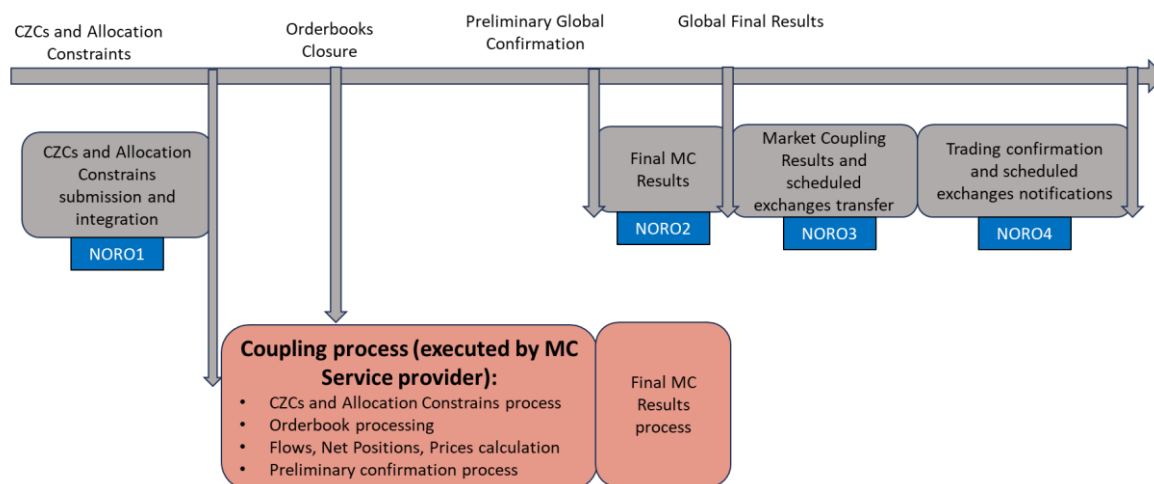 CZCs and Allocation
Constraints
Orderbooks
Closure
Preliminary Global
Confirmation
Global Final Results
CZCs and Allocation
Constrains
submission and
integration
NORO1
Final MC
Results
NORO2
Market Coupling
Results and
scheduled
exchanges transfer
NORO3
Trading confirmation
and scheduled
exchanges notifications
NORO4
Coupling process (executed by MC
Service provider):
• CZCs and Allocation Constrains process
• Orderbook processing
• Flows, Net Positions, Prices calculation
• Preliminary confirmation process
Final MC
Results
process